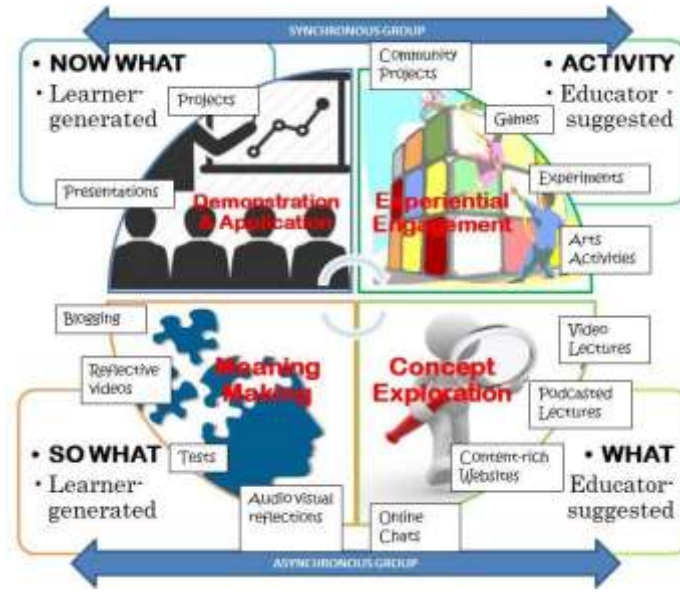 SYNCHRONOUS GROUP
• NOW WHAT
• Learner-
generated
Projects
Presentations
Demonstration
& Application
Community
Projects
Games
Experiments
Arts
Activities
Experiential
Engagement
• ACTIVITY
• Educator -
suggested
Blogging
Reflective
videos
Tests
Audio visual
reflections
Meaning
Making
• SO WHAT
• Learner-
generated
Concept
Exploration
Video
Lectures
Podcasted
Lectures
Content-rich
Websites
Online
Chats
• WHAT
Educator-
suggested
ASYNCHRONOUS GROUP